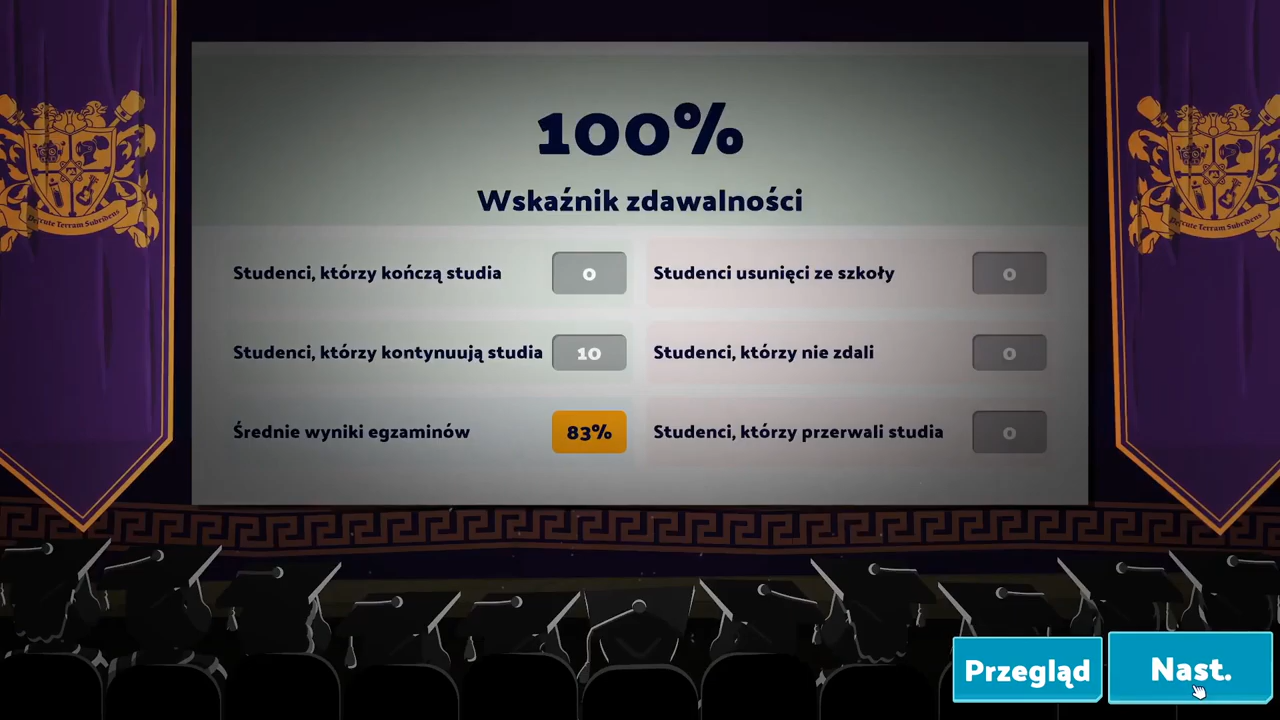 100%
Wskaźnik zdawalności
Studenci, którzy kończą studia 0
Studenci usunięci ze szkoły 0
Studenci, którzy kontynuują studia 10
Studenci, którzy nie zdali 0
Średnie wyniki egzaminów 83%
Studenci, którzy przerwali studia 0
Przegląd
Nast.